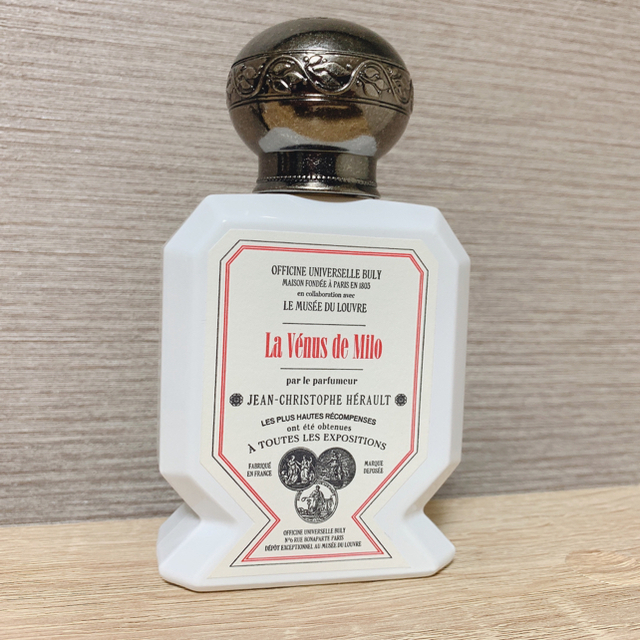 OFFICINE UNIVERSELLE BULY
MAISON FONDÉE À PARIS EN 1803
en collaboration avec
LE MUSÉE DU LOUVRE
La Vénus de Milo
par le parfumeur
JEAN-CHRISTOPHE HÉRAULT
LES PLUS HAUTES RÉCOMPENSES
ont été obtenues
À TOUTES LES EXPOSITIONS
FABRIQUÉ
EN FRANCE
MARQUE
DEPOSÉE
OFFICINE UNIVERSELLE BULY
N°6 RUE BONAPARTE PARIS
DÉPÔT EXCEPTIONNEL AU MUSÉE DU LOUVRE